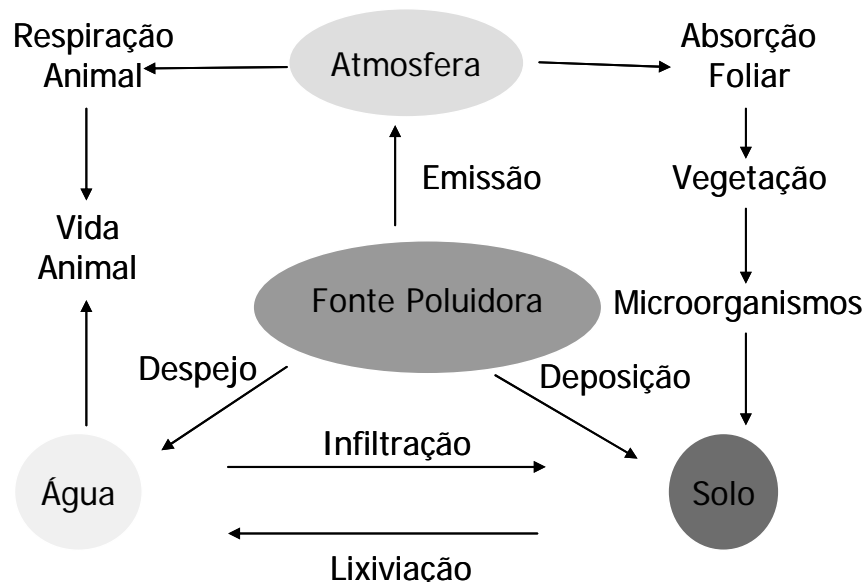 Respiração
Animal
Atmosfera
Absorção
Foliar
Emissão
Vegetação
Vida
Animal
Fonte Poluidora
Microorganismos
Despejo
Deposição
Infiltração
Água
Solo
Lixiviação